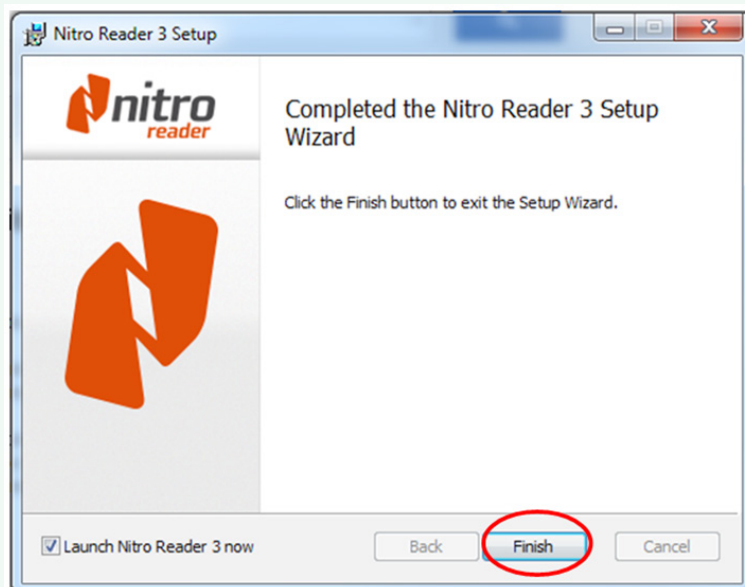 Nitro Reader 3 Setup
nitro
reader
Completed the Nitro Reader 3 Setup
Wizard
Click the Finish button to exit the Setup Wizard.
Launch Nitro Reader 3 now
Back
Finish
Cancel